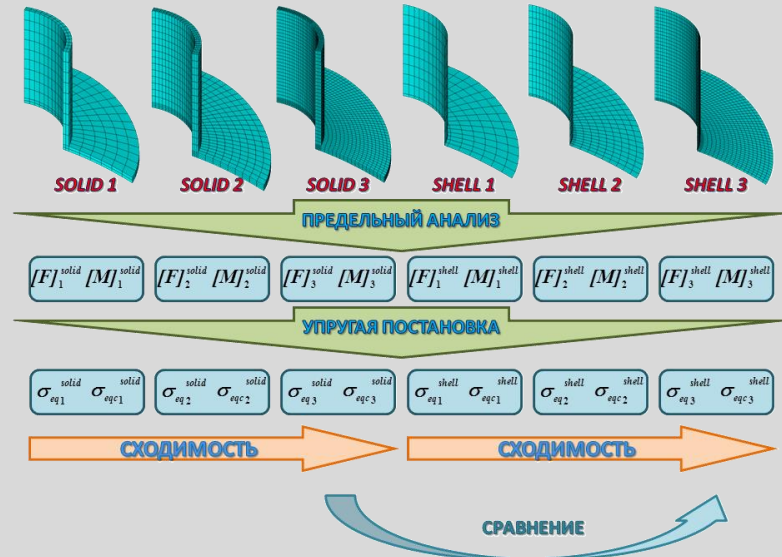 SOLID 1 SOLID 2 SOLID 3 SHELL 1 SHELL 2 SHELL 3
ПРЕДЕЛЬНЫЙ АНАЛИЗ
[F]₁^solid [M]₁^solid [F]₂^solid [M]₂^solid [F]₃^solid [M]₃^solid [F]₁^shell [M]₁^shell [F]₂^shell [M]₂^shell [F]₃^shell [M]₃^shell
УПРУГАЯ ПОСТАНОВКА
σ_eq1^solid σ_eqc1^solid σ_eq2^solid σ_eqc2^solid σ_eq3^solid σ_eqc3^solid σ_eq1^shell σ_eqc1^shell σ_eq2^shell σ_eqc2^shell σ_eq3^shell σ_eqc3^shell
СХОДИМОСТЬ СХОДИМОСТЬ
СРАВНЕНИЕ